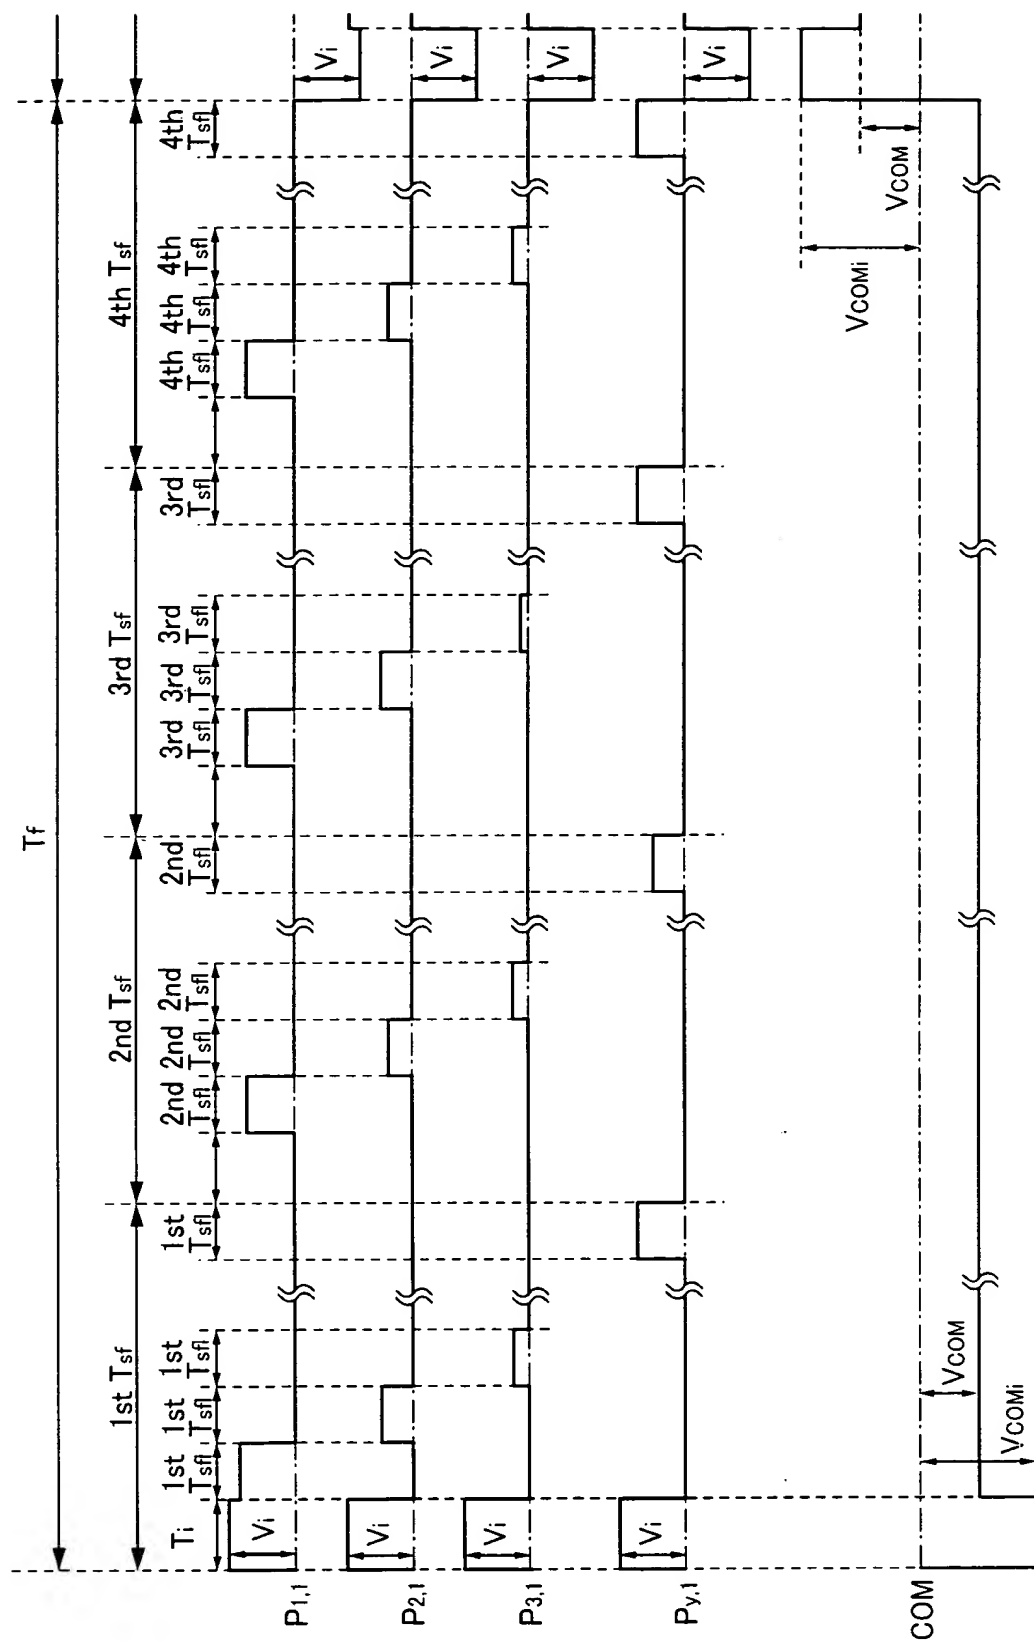 Tf
1st Tsf
2nd Tsf
3rd Tsf
4th Tsf
Ti
1st Tsfl
1st Tsfl
1st Tsfl
1st Tsfl
2nd Tsfl
2nd Tsfl
2nd Tsfl
2nd Tsfl
3rd Tsfl
3rd Tsfl
3rd Tsfl
3rd Tsfl
4th Tsfl
4th Tsfl
4th Tsfl
4th Tsfl
P1,1
Vi
Vi
P2,1
Vi
Vi
P3,1
Vi
Vi
Py,1
Vi
Vi
COM
VCOM
VCOMi
VCOMi
VCOM